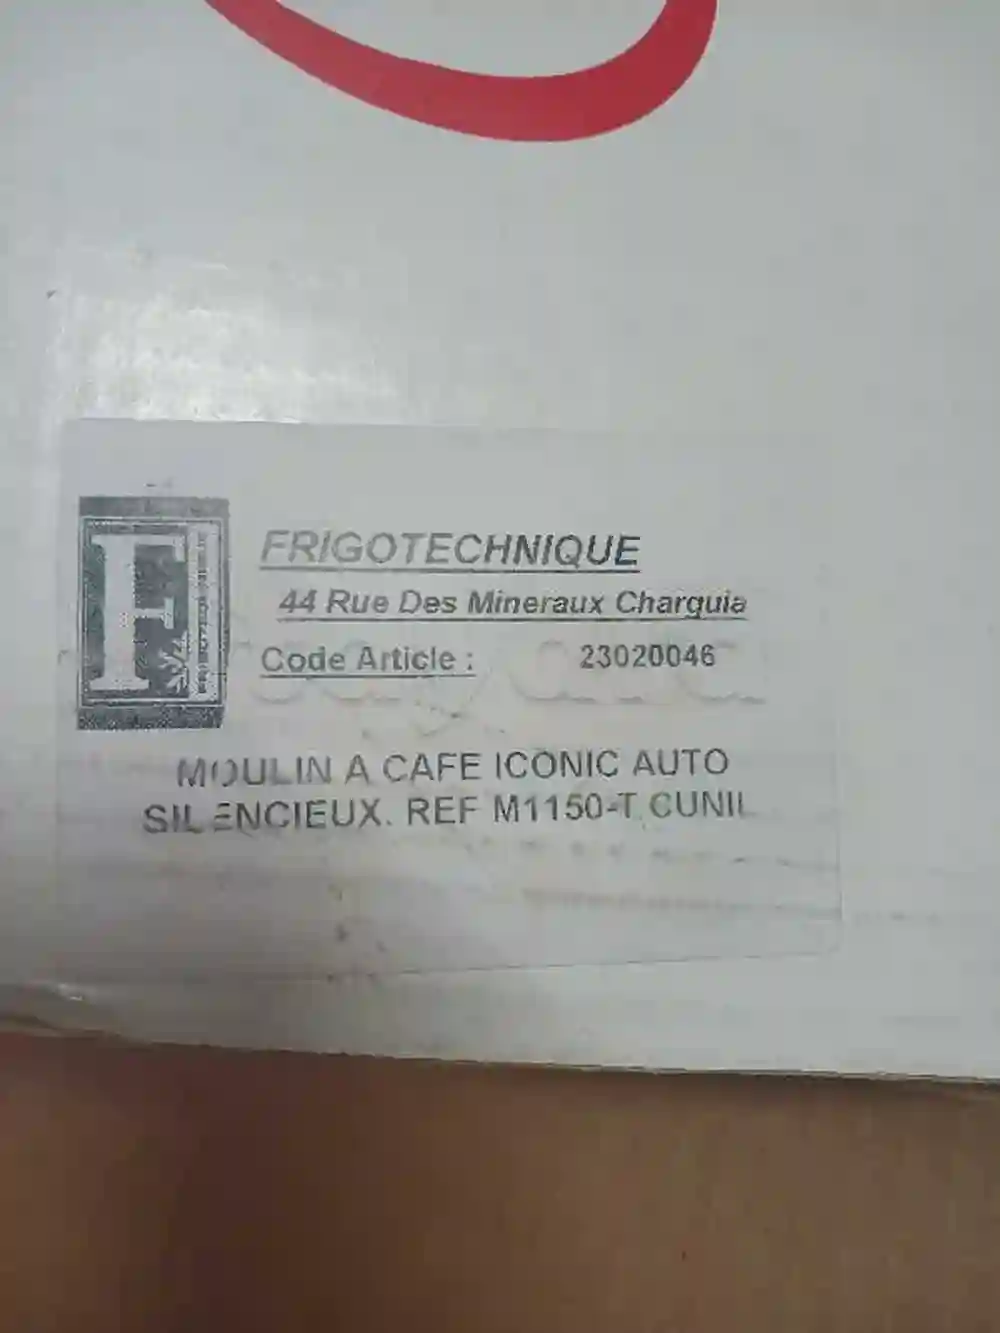 FRIGOTECHNIQUE
44 Rue Des Mineraux Charguia
Code Article : 23020046
MOULIN A CAFE ICONIC AUTO
SILENCIEUX. REF M1150-T CUNIL
F